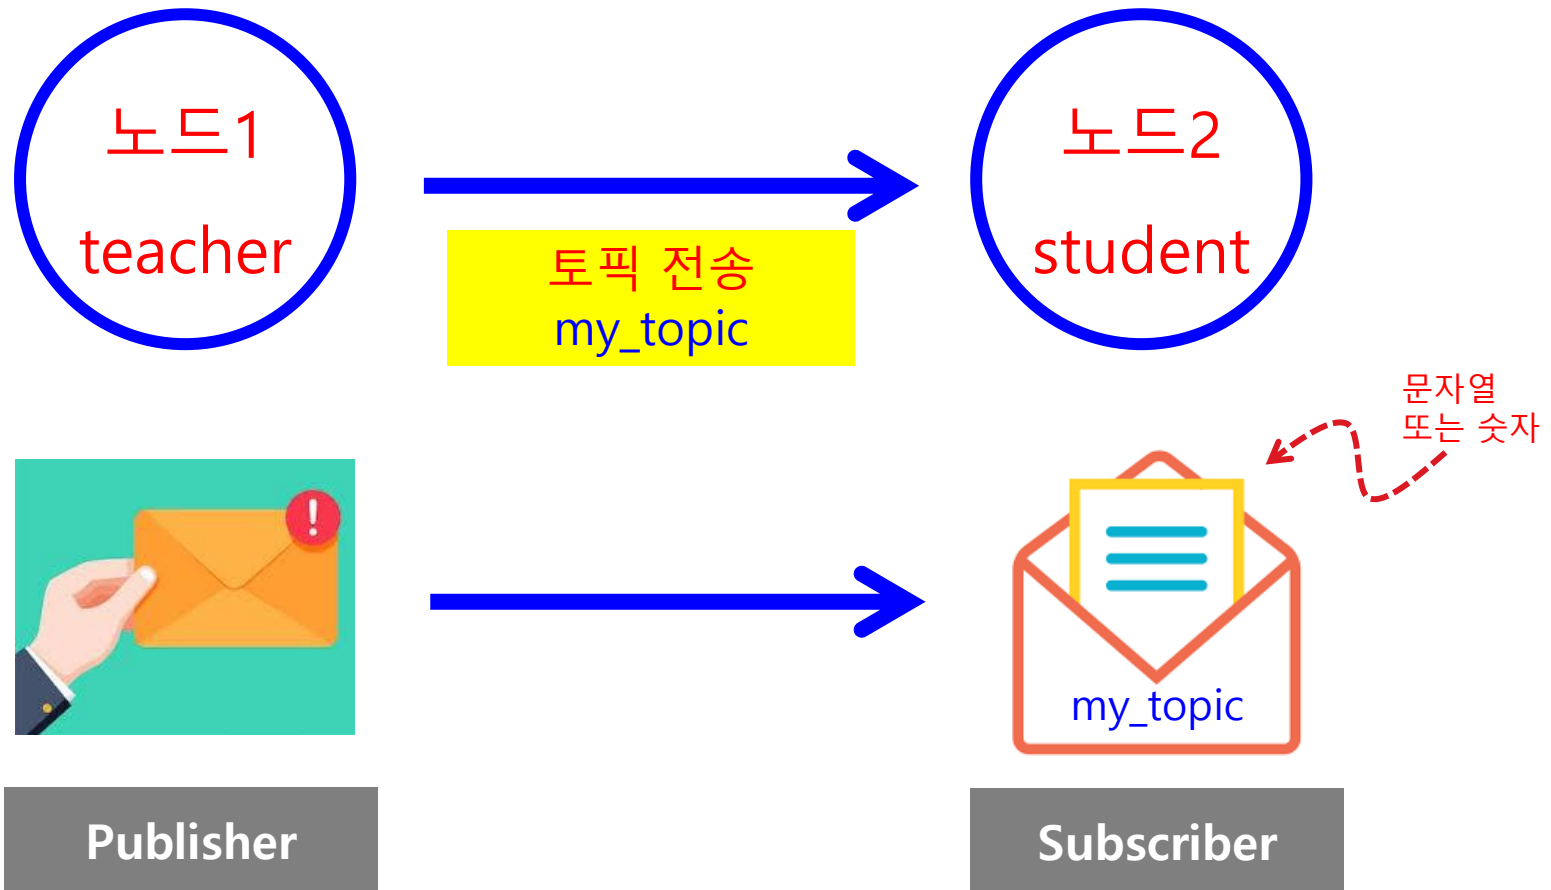 노드1
teacher
토픽 전송
my_topic
노드2
student
문자열
또는 숫자
!
my_topic
Publisher
Subscriber